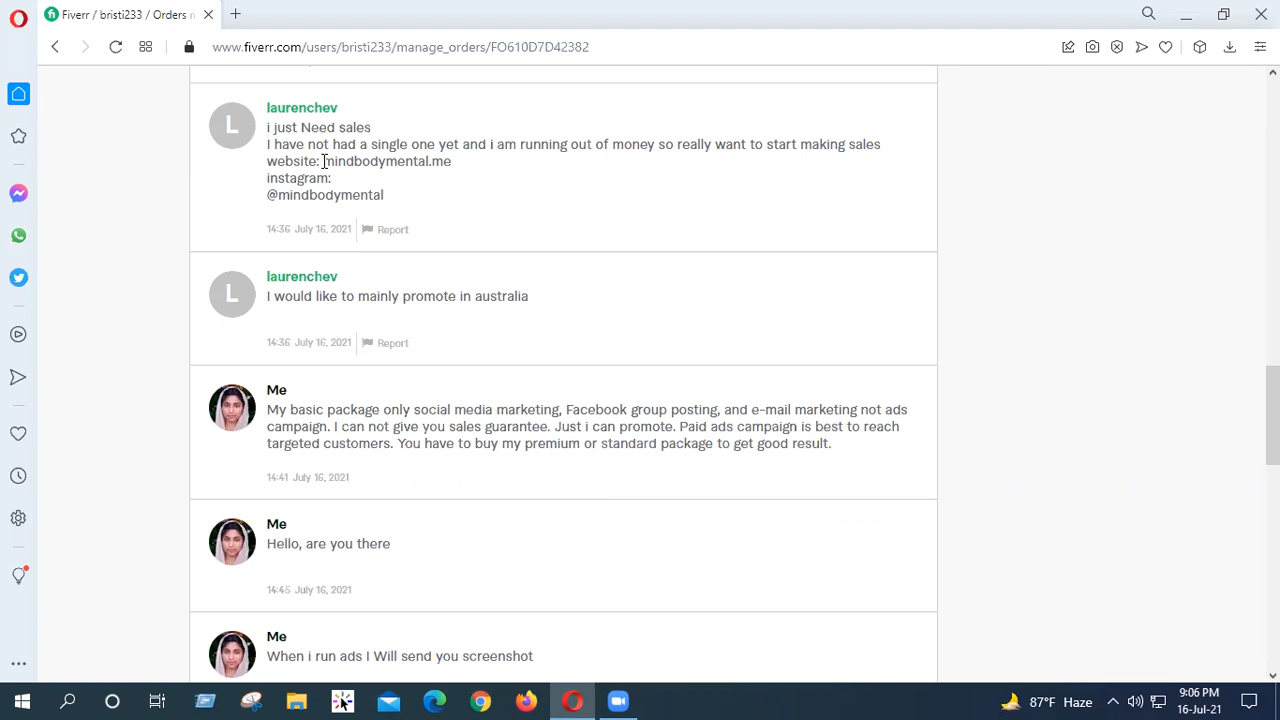 Fiverr / bristi233 / Orders
www.fiverr.com/users/bristi233/manage_orders/FO610D7D42382
L
laurenchev
i just Need sales
I have not had a single one yet and i am running out of money so really want to start making sales
website: mindbodymental.me
instagram:
@mindbodymental
14:36 July 16, 2021
Report
L
laurenchev
I would like to mainly promote in australia
14:36 July 16, 2021
Report
Me
My basic package only social media marketing, Facebook group posting, and e-mail marketing not ads
campaign. I can not give you sales guarantee. Just i can promote. Paid ads campaign is best to reach
targeted customers. You have to buy my premium or standard package to get good result.
14:41 July 16, 2021
Me
Hello, are you there
14:45 July 16, 2021
Me
When i run ads I Will send you screenshot
87°F Haze
9:06 PM
16-Jul-21